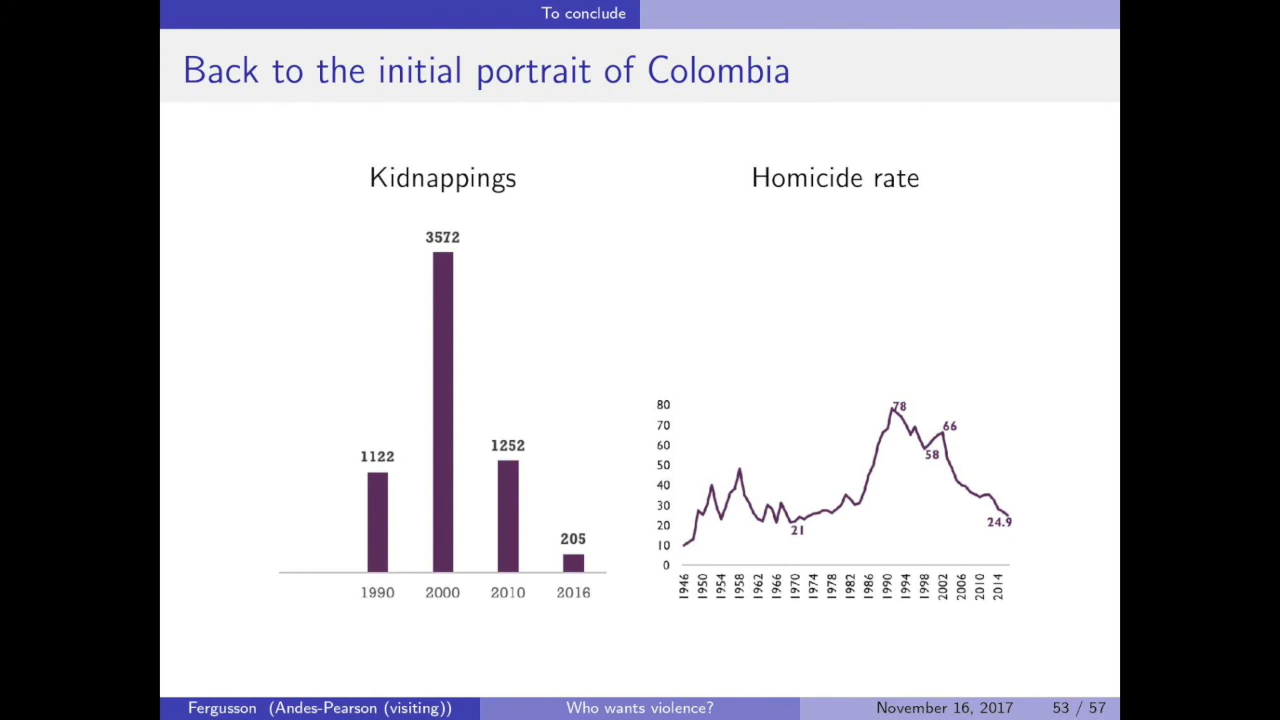 To conclude
Back to the initial portrait of Colombia
Kidnappings
3572
1252
1122
205
1990 2000 2010 2016
Homicide rate
80
70
60
50
40
30
20
10
0
78
66
58
21
24.9
1946 1950 1954 1958 1962 1966 1970 1974 1978 1982 1986 1990 1994 1998 2002 2006 2010 2014
Fergusson (Andes-Pearson (visiting)) Who wants violence? November 16, 2017 53 / 57